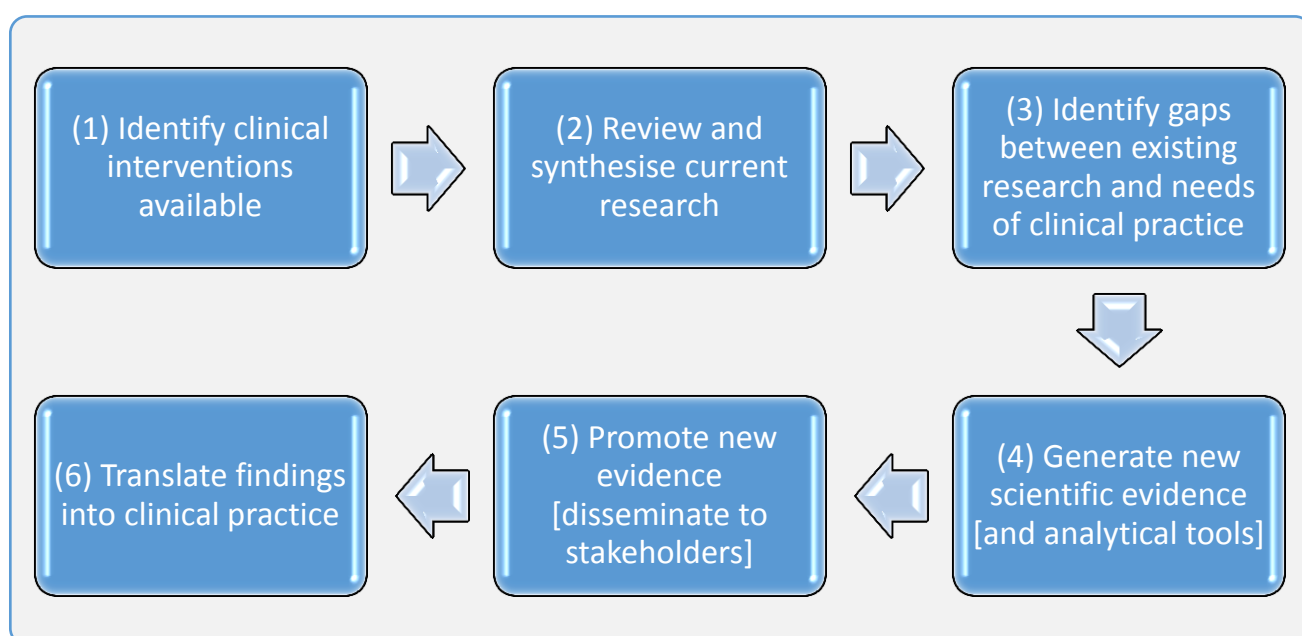 (1) Identify clinical
interventions
available
(2) Review and
synthesise current
research
(3) Identify gaps
between existing
research and needs
of clinical practice
(4) Generate new
scientific evidence
[and analytical tools]
(5) Promote new
evidence
[disseminate to
stakeholders]
(6) Translate findings
into clinical practice